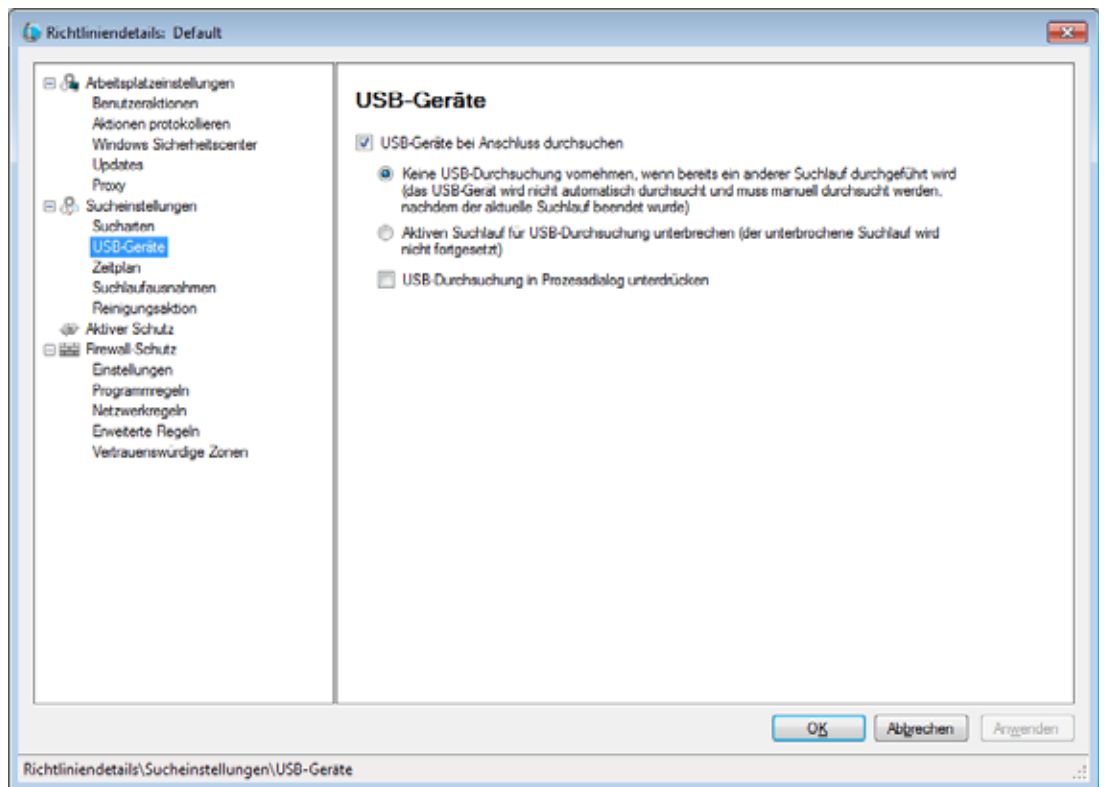 Richtliniendetails: Default
Arbeitsplatzeinstellungen
Benutzeraktionen
Aktionen protokollieren
Windows Sicherheitscenter
Updates
Proxy
Sucheinstellungen
Sucharten
USB-Geräte
Zeitplan
Suchlaufausnahmen
Reinigungsaktion
Aktiver Schutz
Firewall-Schutz
Einstellungen
Programmregeln
Netzwerkregeln
Erweiterte Regeln
Vertrauenswürdige Zonen
USB-Geräte
USB-Geräte bei Anschluss durchsuchen
Keine USB-Durchsuchung vornehmen, wenn bereits ein anderer Suchlauf durchgeführt wird
(das USB-Gerät wird nicht automatisch durchsucht und muss manuell durchsucht werden,
nachdem der aktuelle Suchlauf beendet wurde)
Aktiven Suchlauf für USB-Durchsuchung unterbrechen (der unterbrochene Suchlauf wird
nicht fortgesetzt)
USB-Durchsuchung in Prozessdialog unterdrücken
OK
Abbrechen
Anwenden
Richtliniendetails\Sucheinstellungen\USB-Geräte